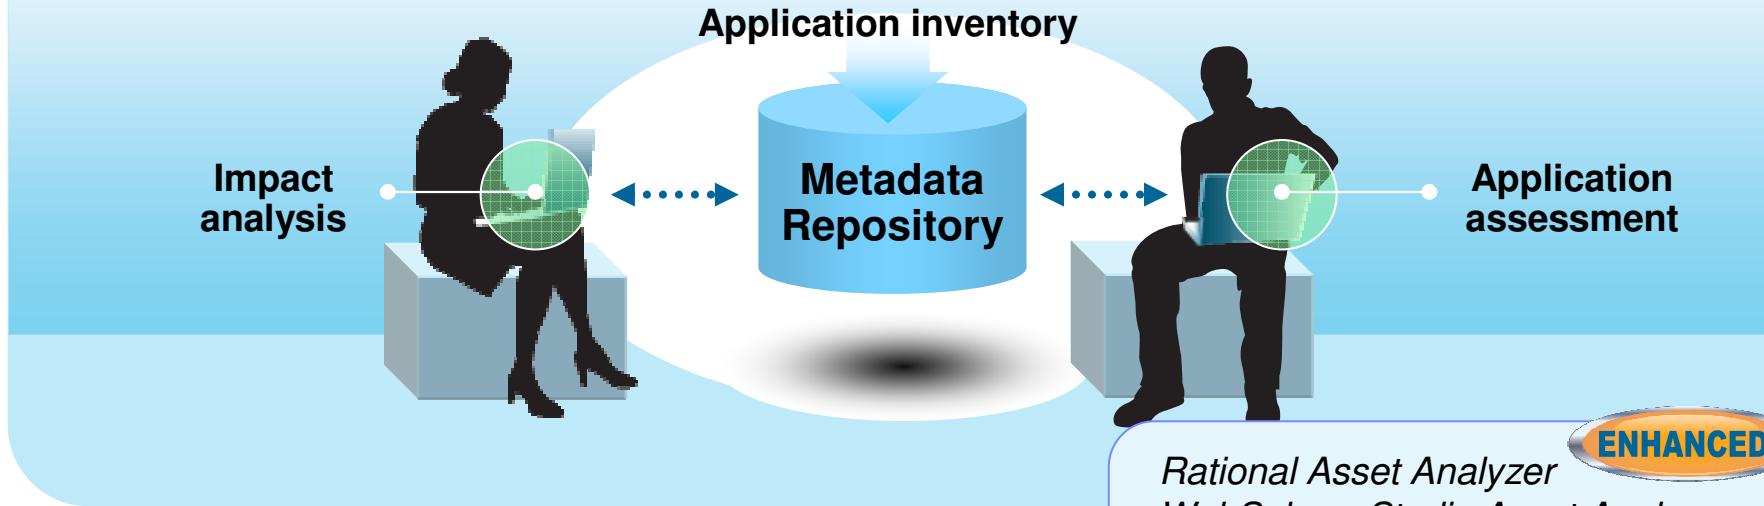 Application inventory
Impact
analysis
Metadata
Repository
Application
assessment
ENHANCED
Rational Asset Analyzer